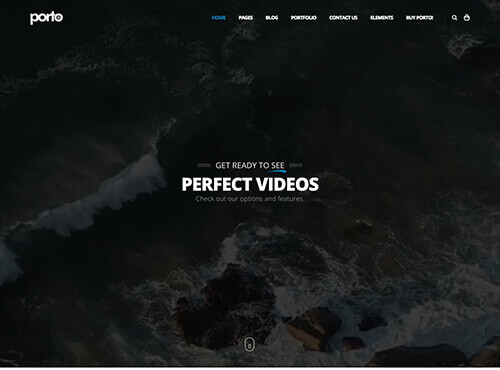 porto
HOME PAGES BLOG PORTFOLIO CONTACT US ELEMENTS BUY PORTO!
GET READY TO SEE
PERFECT VIDEOS
Check out our options and features.